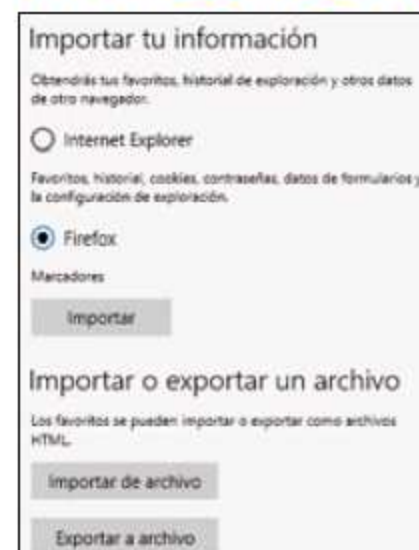 Importar tu información
Obtendrás tus favoritos, historial de exploración y otros datos
de otro navegador.
Internet Explorer
Favoritos, historial, cookies, contraseñas, datos de formularios y
la configuración de exploración.
Firefox
Marcadores
Importar
Importar o exportar un archivo
Los favoritos se pueden importar o exportar como archivos
HTML.
Importar de archivo
Exportar a archivo